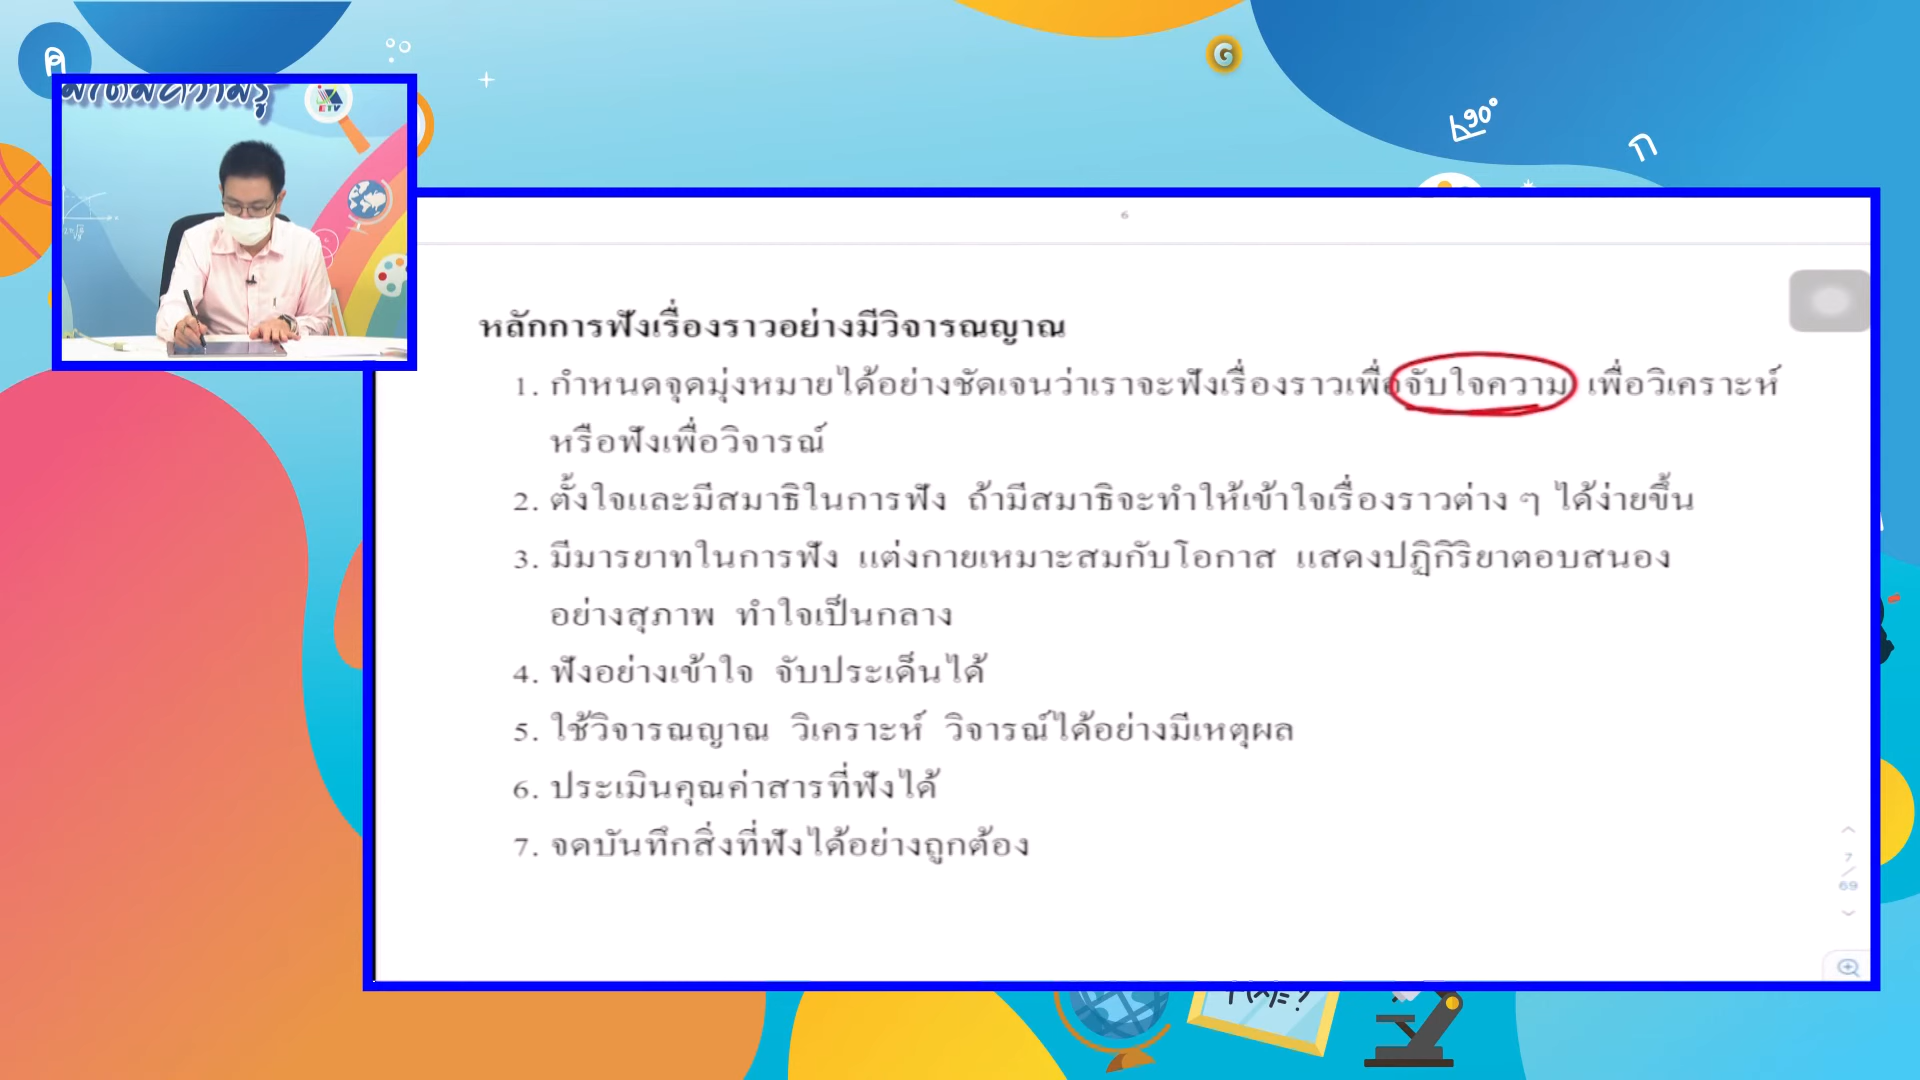 ค
มาเติมความรู้
ETV
6
90°
ก
หลักการฟังเรื่องราวอย่างมีวิจารณญาณ
1. กำหนดจุดมุ่งหมายได้อย่างชัดเจนว่าเราจะฟังเรื่องราวเพื่อจับใจความ เพื่อวิเคราะห์
หรือฟังเพื่อวิจารณ์
2. ตั้งใจและมีสมาธิในการฟัง ถ้ามีสมาธิจะทำให้เข้าใจเรื่องราวต่าง ๆ ได้ง่ายขึ้น
3. มีมารยาทในการฟัง แต่งกายเหมาะสมกับโอกาส แสดงปฏิกิริยาตอบสนอง
อย่างสุภาพ ทำใจเป็นกลาง
4. ฟังอย่างเข้าใจ จับประเด็นได้
5. ใช้วิจารณญาณ วิเคราะห์ วิจารณ์ได้อย่างมีเหตุผล
6. ประเมินคุณค่าสารที่ฟังได้
7. จดบันทึกสิ่งที่ฟังได้อย่างถูกต้อง
7
/
69